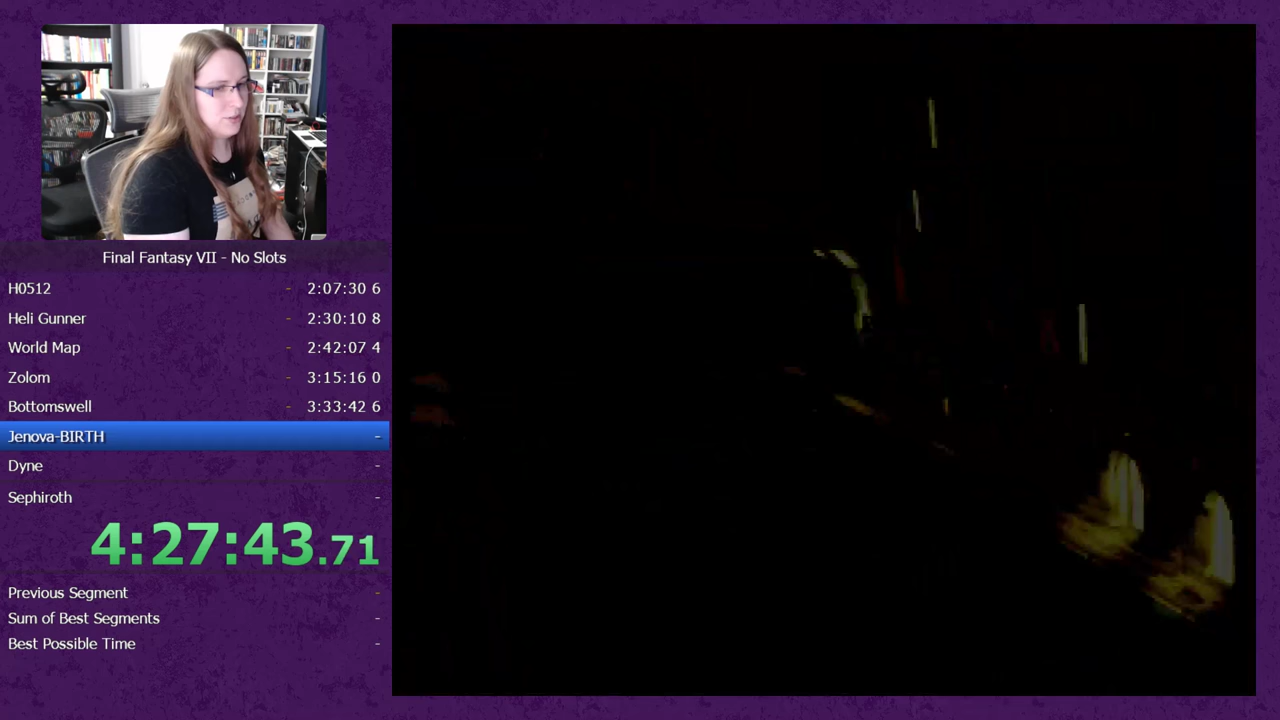 Final Fantasy VII - No Slots
H0512 - 2:07:30 6
Heli Gunner - 2:30:10 8
World Map - 2:42:07 4
Zolom - 3:15:16 0
Bottomswell - 3:33:42 6
Jenova-BIRTH -
Dyne -
Sephiroth -
4:27:43.71
Previous Segment -
Sum of Best Segments -
Best Possible Time -